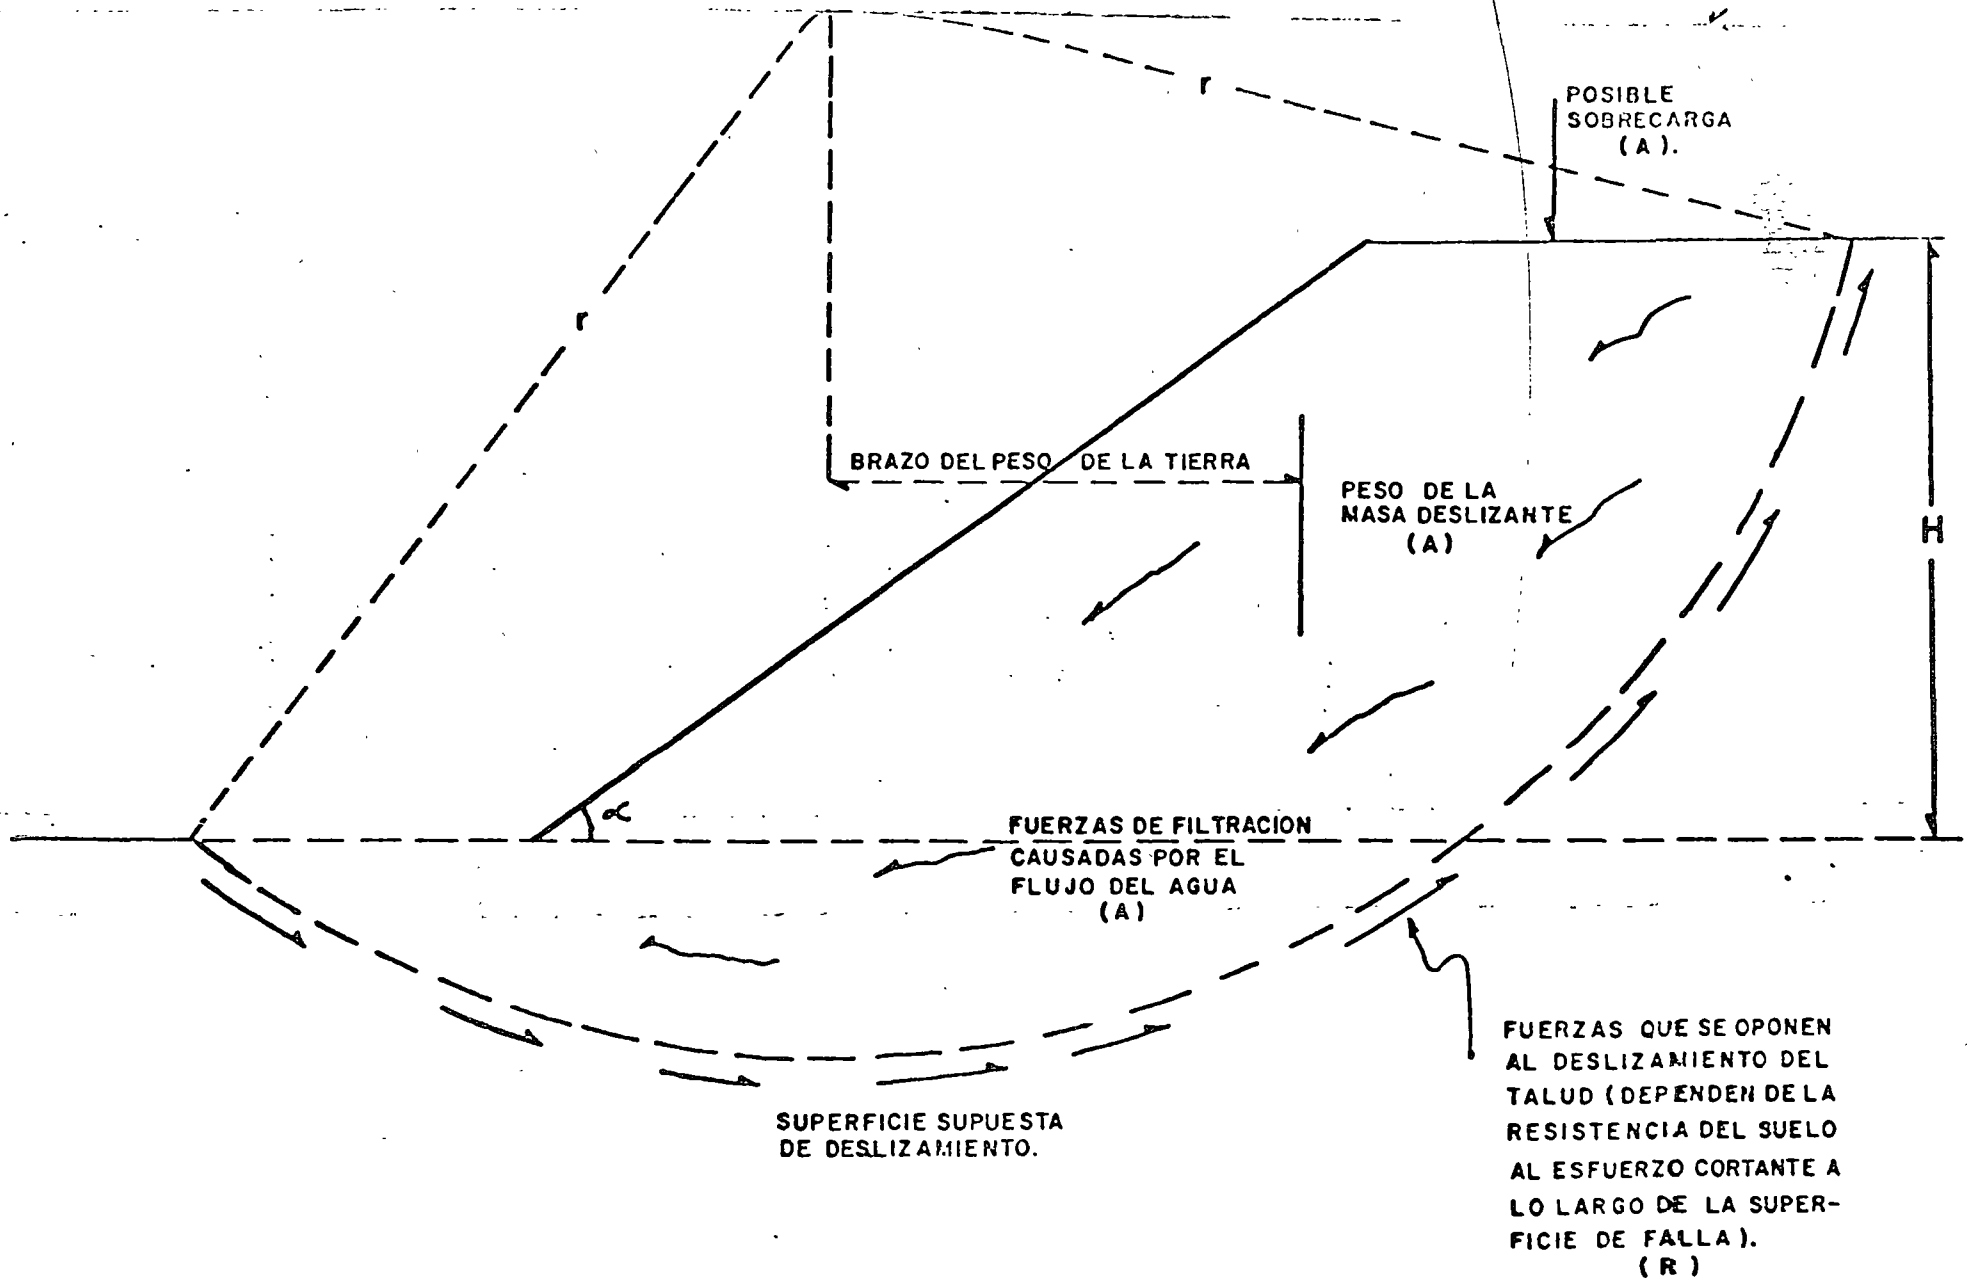 r
POSIBLE
SOBRECARGA
(A).
r
BRAZO DEL PESO DE LA TIERRA
PESO DE LA
MASA DESLIZANTE
(A)
H
α
FUERZAS DE FILTRACION
CAUSADAS POR EL
FLUJO DEL AGUA
(A)
SUPERFICIE SUPUESTA
DE DESLIZAMIENTO.
FUERZAS QUE SE OPONEN
AL DESLIZAMIENTO DEL
TALUD (DEPENDEN DE LA
RESISTENCIA DEL SUELO
AL ESFUERZO CORTANTE A
LO LARGO DE LA SUPER-
FICIE DE FALLA).
(R)